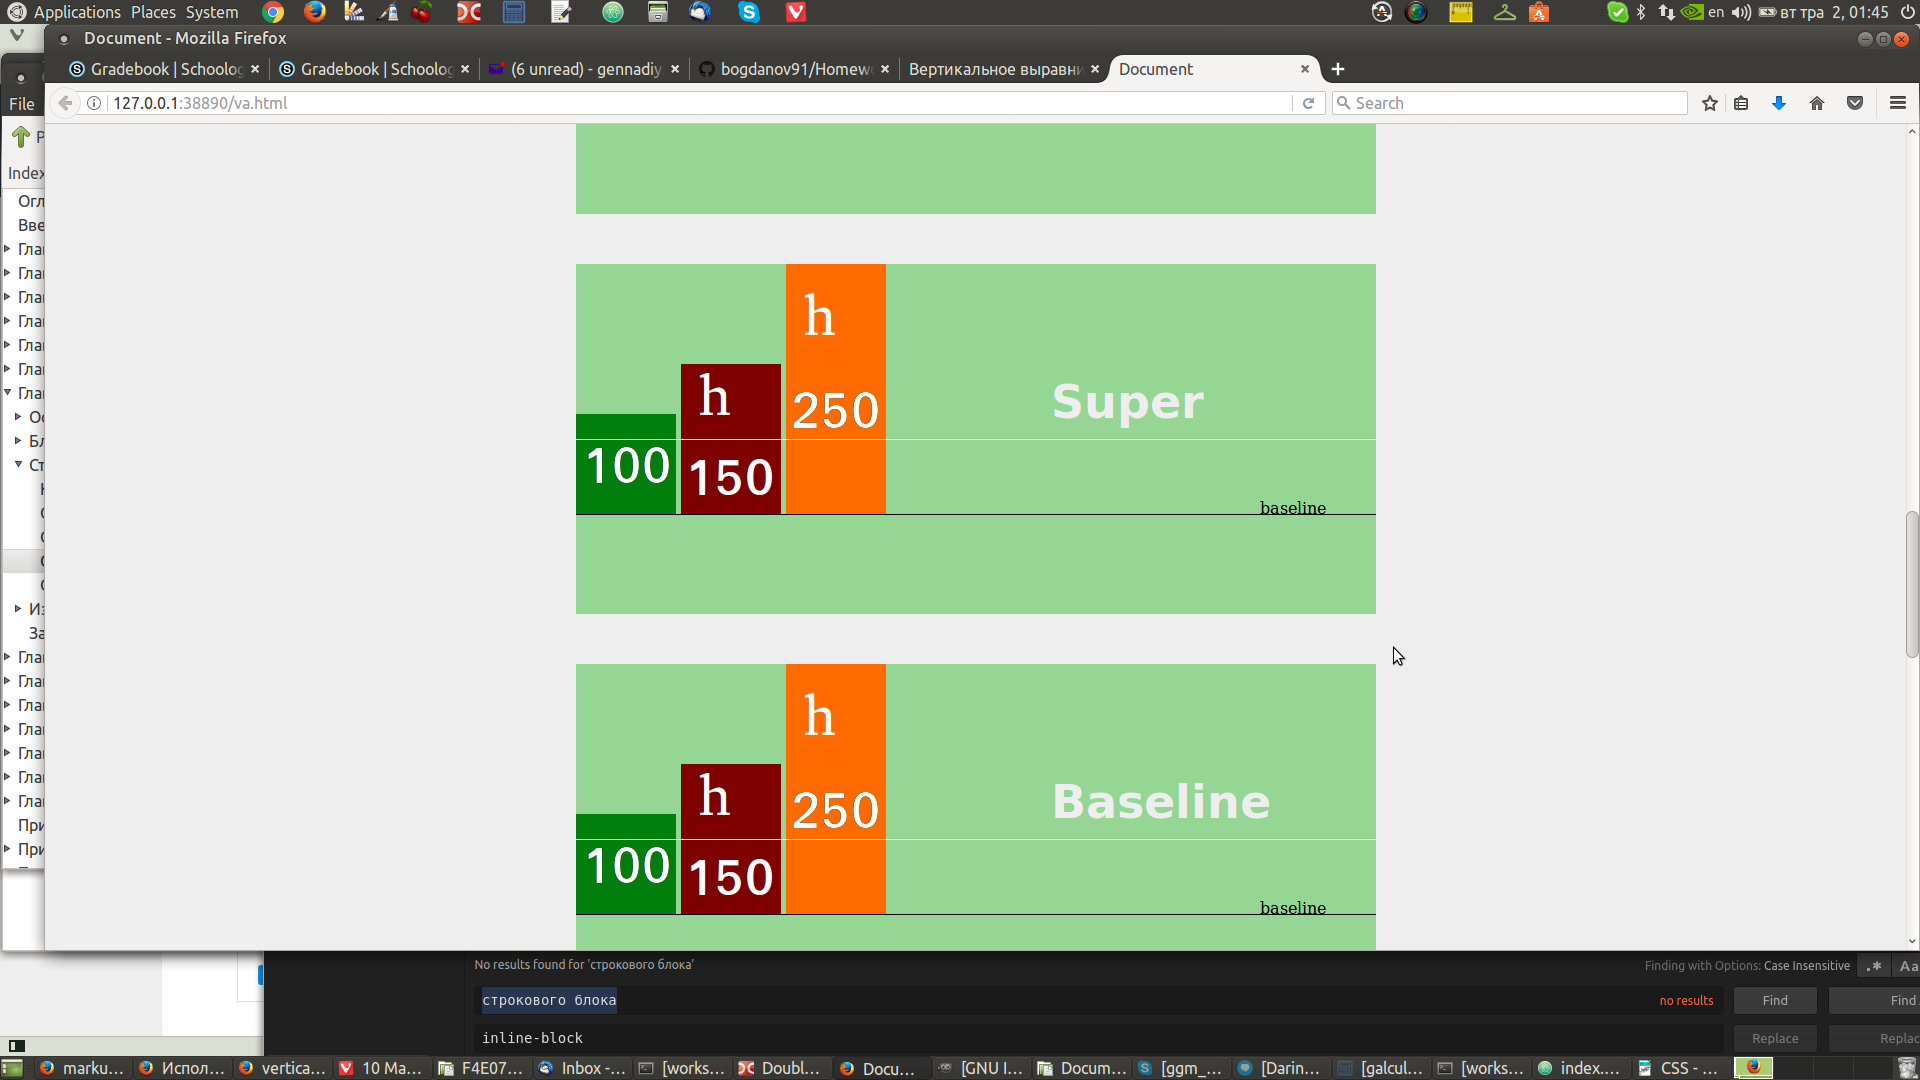 Applications Places System
en
вт тра 2, 01:45
Document - Mozilla Firefox
Gradebook | Schoolog
Gradebook | Schoolog
(6 unread) - gennadiy
bogdanov91/Homewo
Вертикальное выравни
Document
File
127.0.0.1:38890/va.html
Search
Index
Огл
Вве
Гла
Гла
Гла
Гла
Гла
Гла
Гла
Ос
Бл
Ст
Из
За
Гла
Гла
Гла
Гла
Гла
Гла
Гла
При
При
h
h
250
Super
100
150
baseline
h
h
250
Baseline
100
150
baseline
No results found for 'строкового блока'
Finding with Options: Case Insensitive
.*
Aa
строкового блока
no results
Find
Find
inline-block
Replace
Replac
marku...
Испол...
vertica...
10 Ma...
F4E07...
Inbox -...
[works...
Doubl...
Docu...
[GNU I...
Docum...
[ggm_...
[Darin...
[galcul...
[works...
index....
CSS - ...